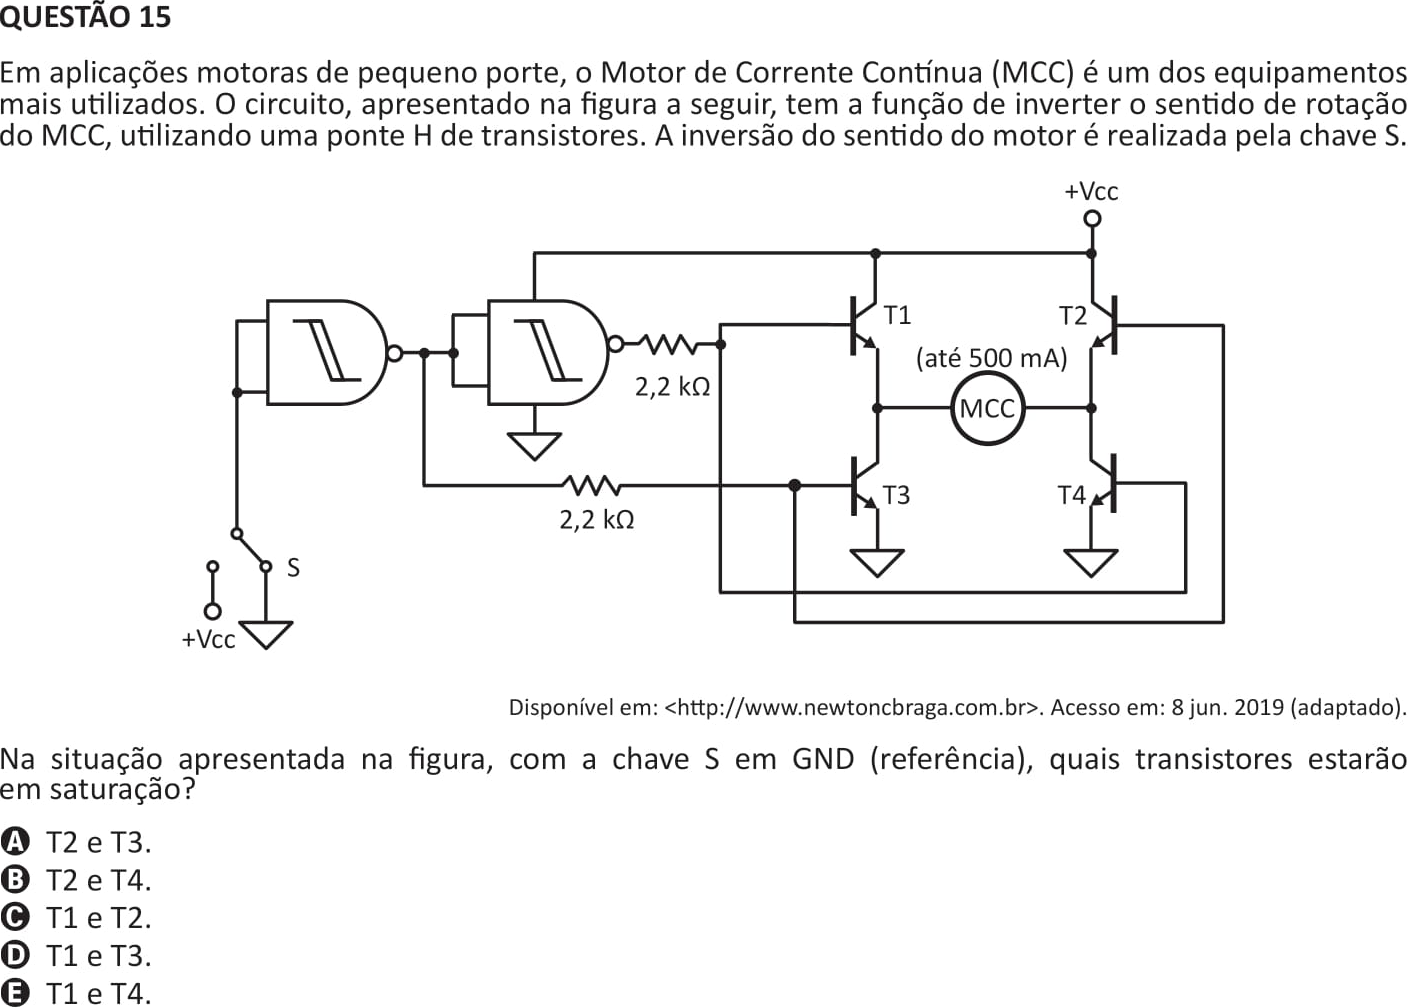 QUESTÃO 15
Em aplicações motoras de pequeno porte, o Motor de Corrente Contínua (MCC) é um dos equipamentos
mais utilizados. O circuito, apresentado na figura a seguir, tem a função de inverter o sentido de rotação
do MCC, utilizando uma ponte H de transistores. A inversão do sentido do motor é realizada pela chave S.
+Vcc
T1
T2
(até 500 mA)
2,2 kΩ
MCC
T3
T4
2,2 kΩ
S
+Vcc
Disponível em: <http://www.newtoncbraga.com.br>. Acesso em: 8 jun. 2019 (adaptado).
Na situação apresentada na figura, com a chave S em GND (referência), quais transistores estarão
em saturação?
A T2 e T3.
B T2 e T4.
C T1 e T2.
D T1 e T3.
E T1 e T4.